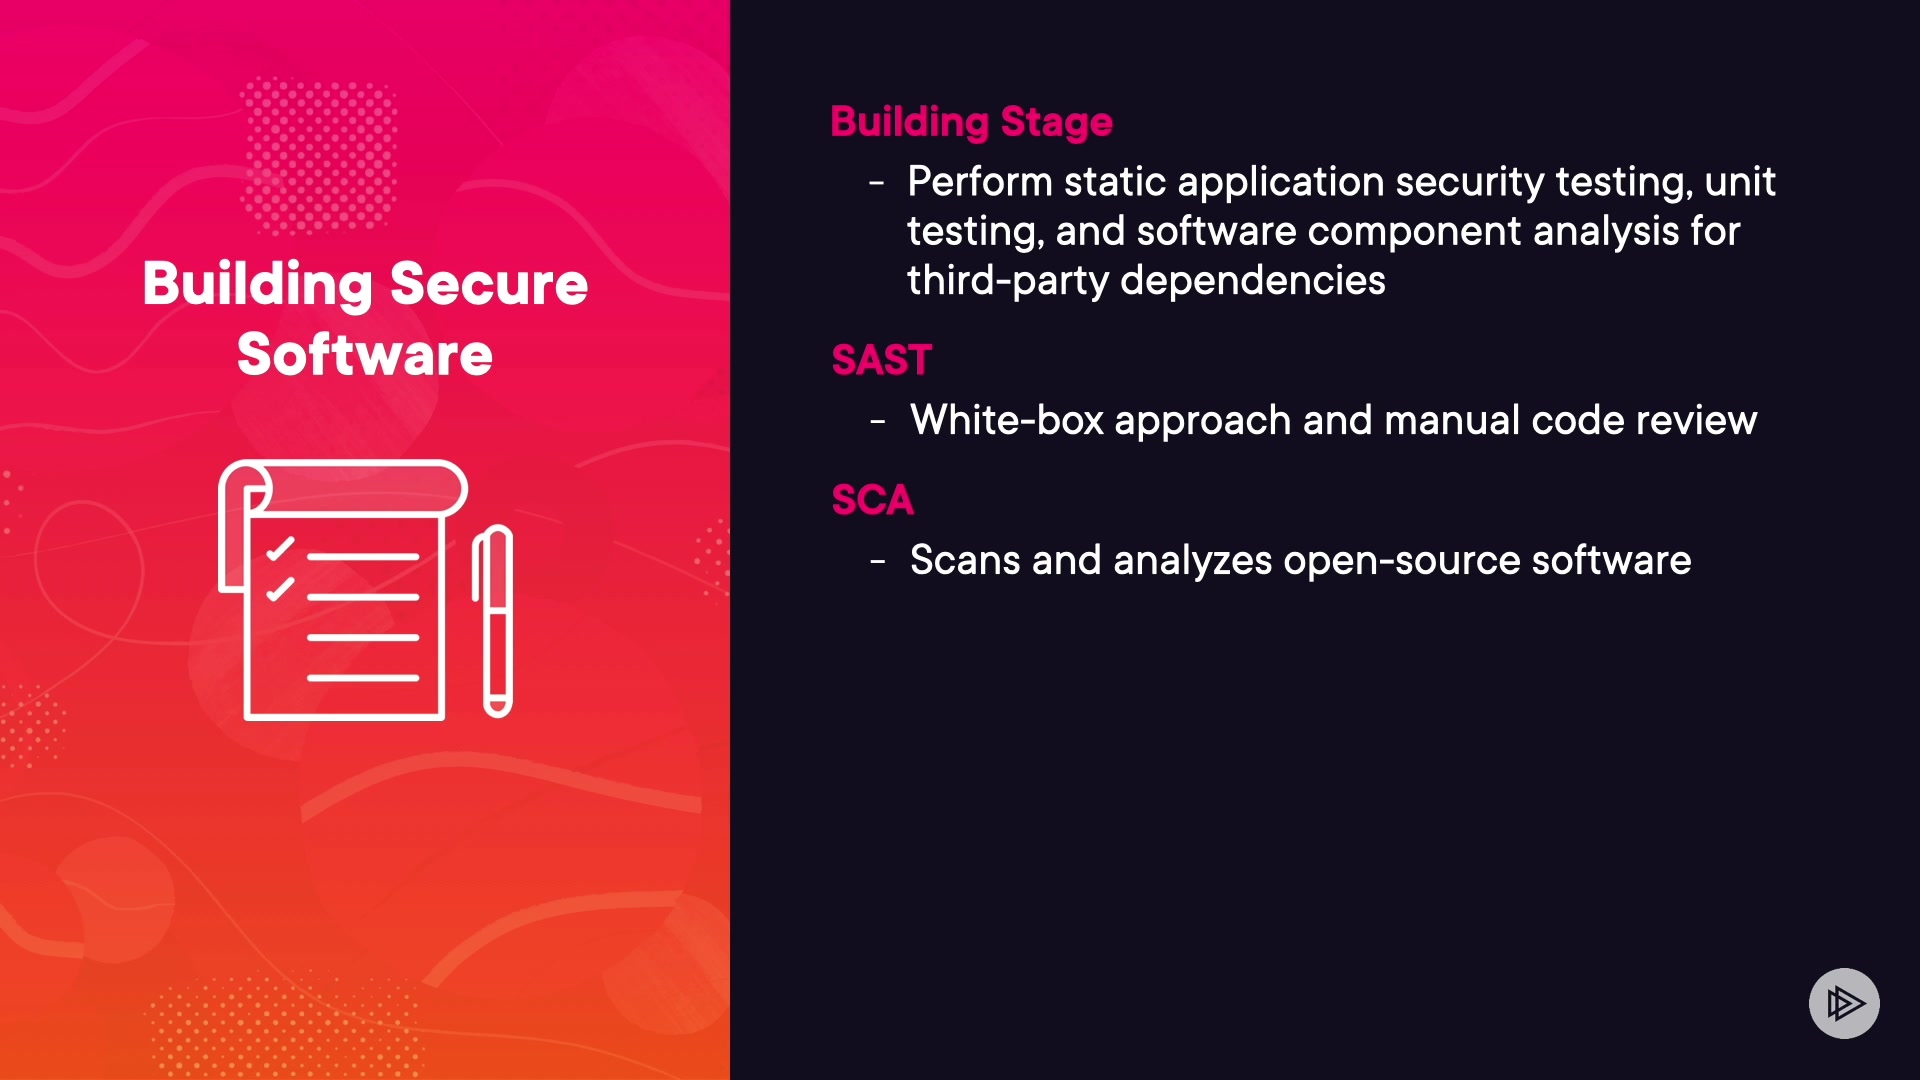 Building Secure
Software
Building Stage
- Perform static application security testing, unit
testing, and software component analysis for
third-party dependencies
SAST
- White-box approach and manual code review
SCA
- Scans and analyzes open-source software